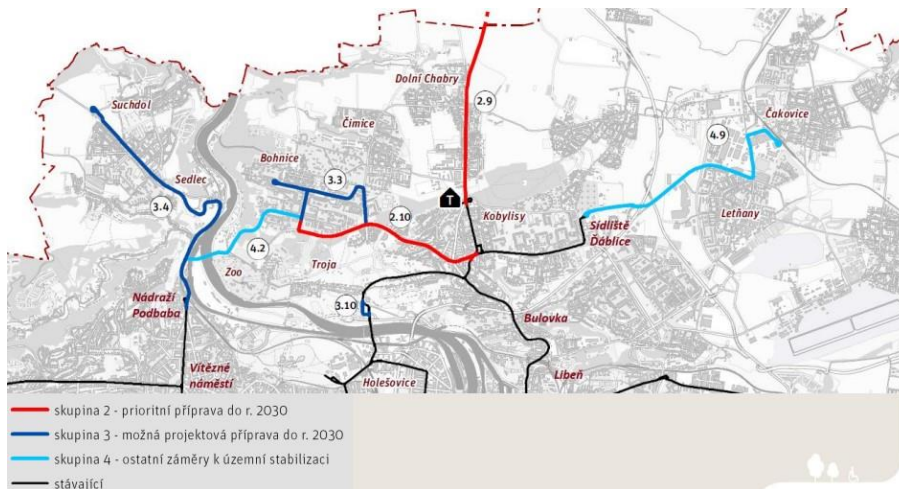 Dolní Chabry
2.9
Suchdol
Čimice
Čakovice
4.9
Bohnice
Sedlec
3.3
3.4
2.10
T
Kobylisy
Letňany
Sídliště
Ďáblice
4.2
Zoo
Troja
Nádraží
Podbaba
3.10
Bulovka
Vítězné
náměstí
Libeň
Holešovice
skupina 2 - prioritní příprava do r. 2030
skupina 3 - možná projektová příprava do r. 2030
skupina 4 - ostatní záměry k územní stabilizaci
stávající